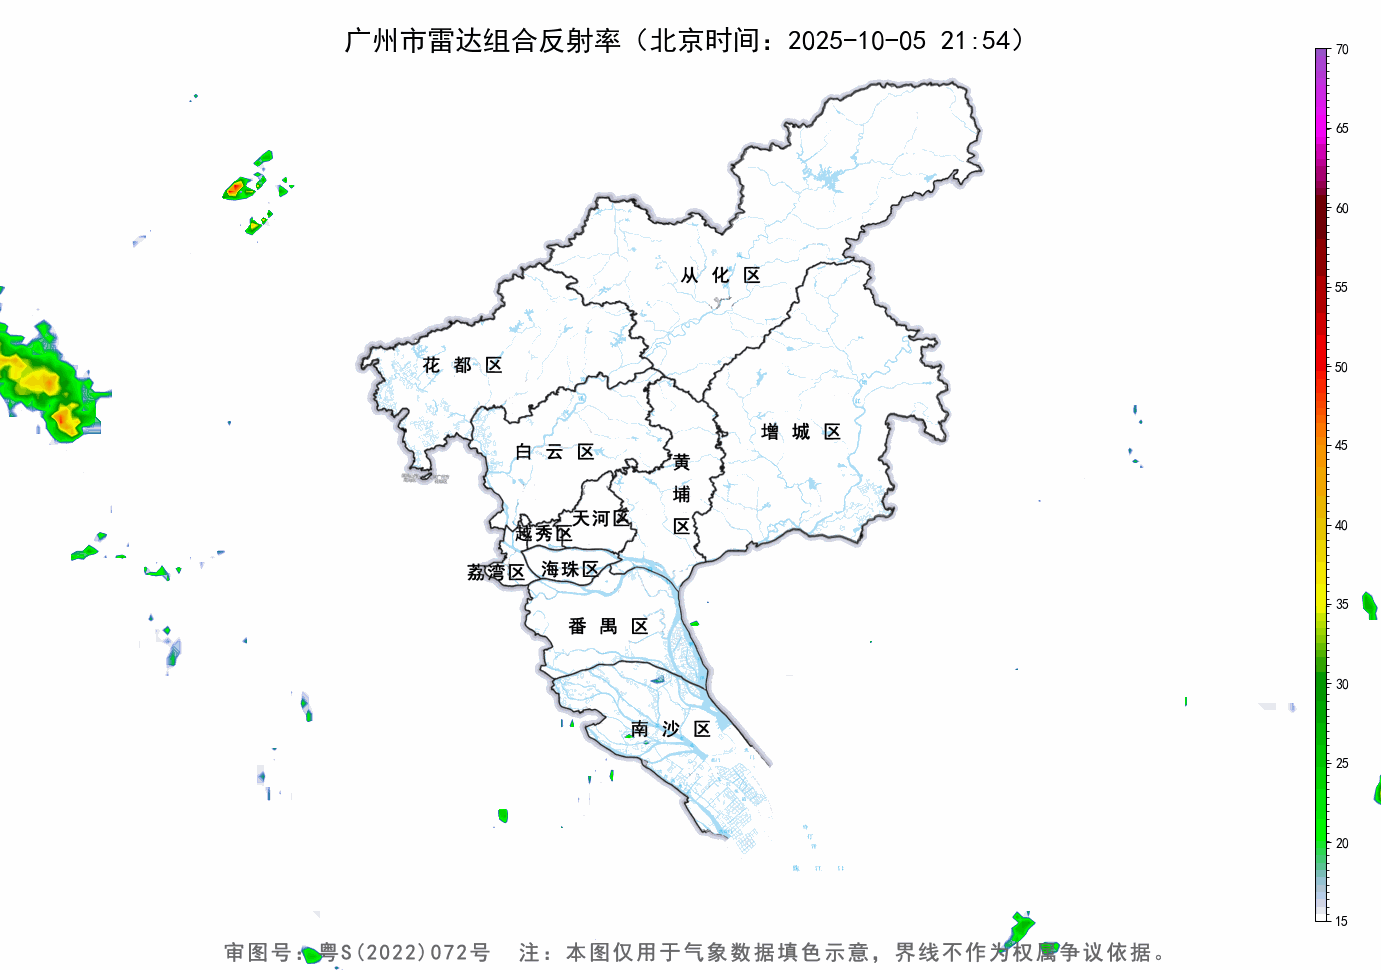 广州市雷达组合反射率（北京时间：2025-10-05 21:54）
70
65
60
55
50
45
40
35
30
25
20
15
从化区
花都区
增城区
白云区
黄埔区
天河区
越秀区
荔湾区
海珠区
番禺区
南沙区
审图号：粤S(2022)072号 注：本图仅用于气象数据填色示意，界线不作为权属争议依据。